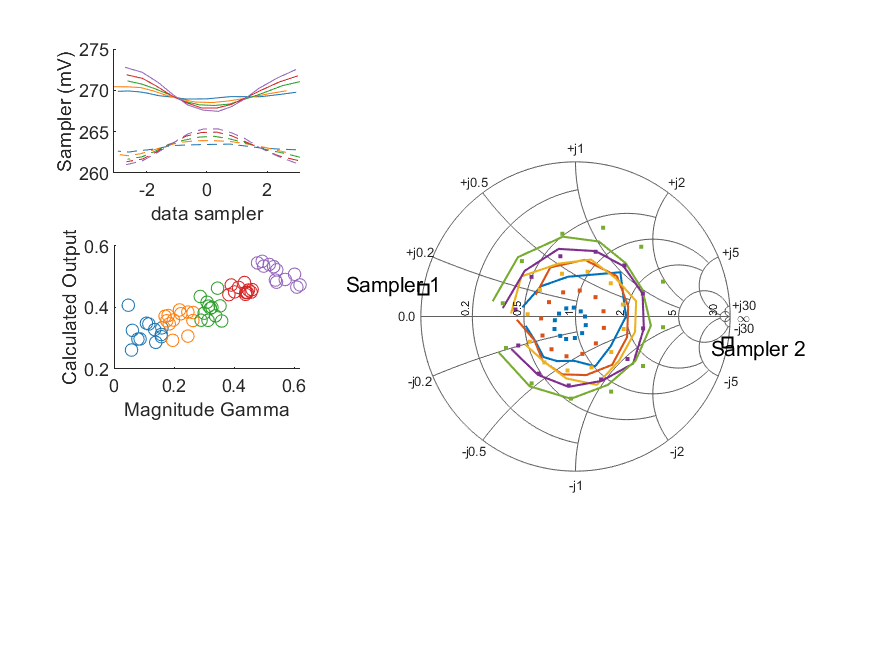 275
270
265
260
Sampler (mV)
-2
0
2
data sampler
0.6
0.4
0.2
Calculated Output
0
0.2
0.4
0.6
Magnitude Gamma
+j1
+j0.5
+j2
+j0.2
+j5
Sampler 1
0.0
0.2
0.5
1
2
5
30
+j30
∞
-j30
Sampler 2
-j0.2
-j5
-j0.5
-j2
-j1